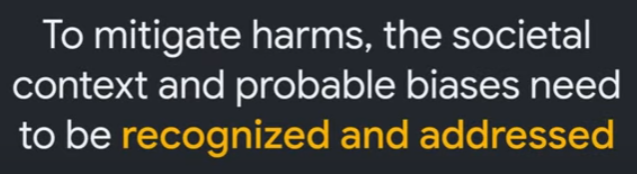 To mitigate harms, the societal
context and probable biases need
to be recognized and addressed